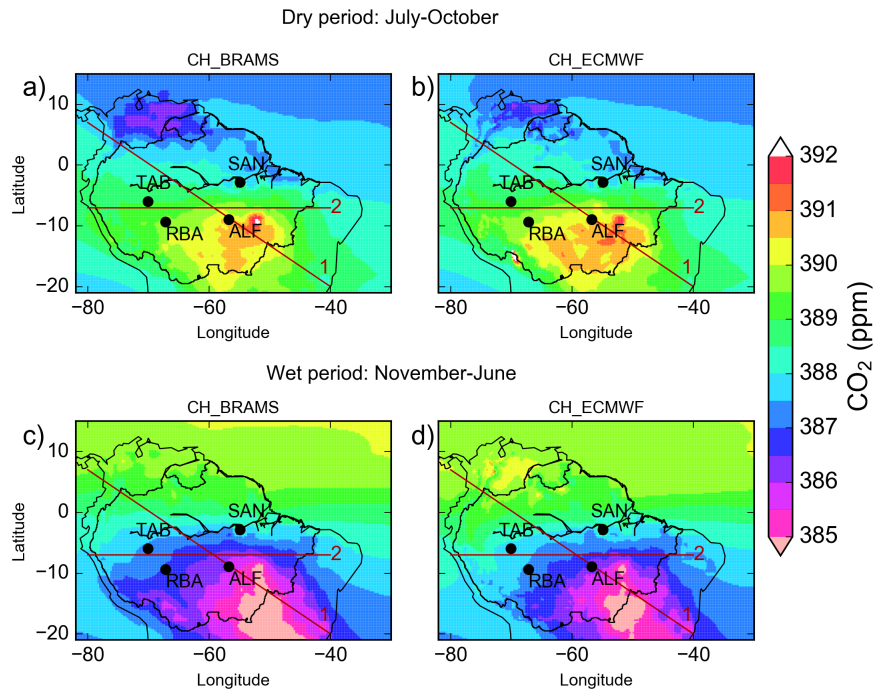 Dry period: July-October
CH_BRAMS
CH_ECMWF
a)
b)
10
0
−10
−20
Latitude
SAN
TAB
RBA
ALF
2
1
SAN
TAB
RBA
ALF
2
1
−80
−60
−40
−80
−60
−40
Longitude
Longitude
392
391
390
389
388
387
386
385
CO₂ (ppm)
Wet period: November-June
CH_BRAMS
CH_ECMWF
c)
d)
10
0
−10
−20
Latitude
SAN
TAB
RBA
ALF
2
1
SAN
TAB
RBA
ALF
2
1
−80
−60
−40
−80
−60
−40
Longitude
Longitude